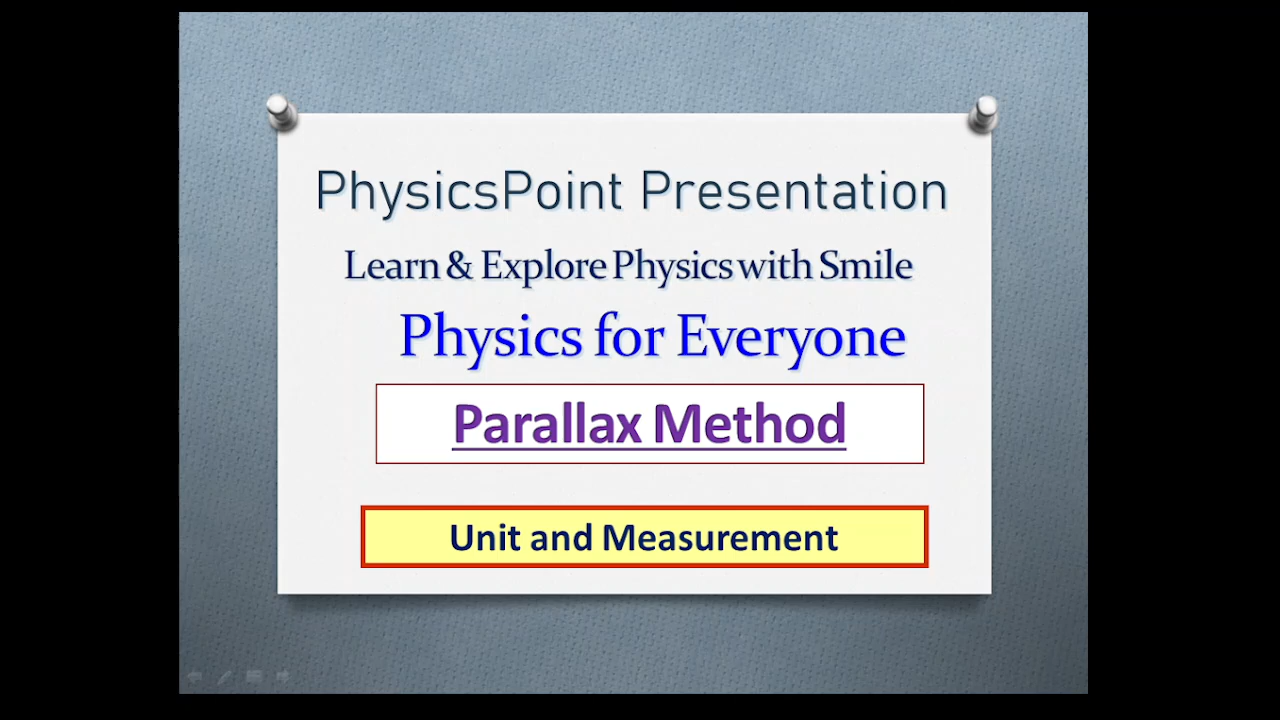 PhysicsPoint Presentation
Learn & Explore Physics with Smile
Physics for Everyone
Parallax Method
Unit and Measurement